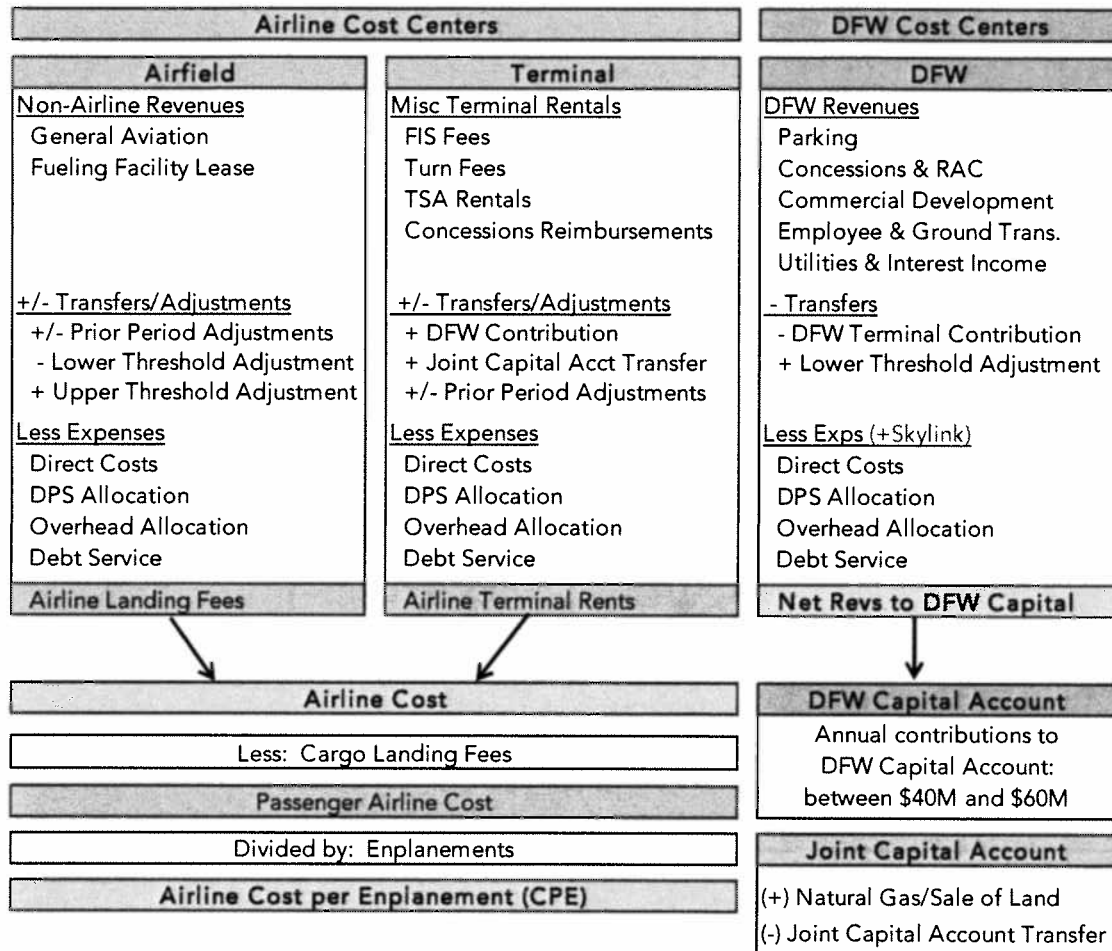 Airline Cost Centers
Airfield
Non-Airline Revenues
General Aviation
Fueling Facility Lease
+/- Transfers/Adjustments
+/- Prior Period Adjustments
- Lower Threshold Adjustment
+ Upper Threshold Adjustment
Less Expenses
Direct Costs
DPS Allocation
Overhead Allocation
Debt Service
Airline Landing Fees
Terminal
Misc Terminal Rentals
FIS Fees
Turn Fees
TSA Rentals
Concessions Reimbursements
+/- Transfers/Adjustments
+ DFW Contribution
+ Joint Capital Acct Transfer
+/- Prior Period Adjustments
Less Expenses
Direct Costs
DPS Allocation
Overhead Allocation
Debt Service
Airline Terminal Rents
DFW Cost Centers
DFW
DFW Revenues
Parking
Concessions & RAC
Commercial Development
Employee & Ground Trans.
Utilities & Interest Income
- Transfers
- DFW Terminal Contribution
+ Lower Threshold Adjustment
Less Exps (+Skylink)
Direct Costs
DPS Allocation
Overhead Allocation
Debt Service
Net Revs to DFW Capital
Airline Cost
Less: Cargo Landing Fees
Passenger Airline Cost
Divided by: Enplanements
Airline Cost per Enplanement (CPE)
DFW Capital Account
Annual contributions to
DFW Capital Account:
between $40M and $60M
Joint Capital Account
(+) Natural Gas/Sale of Land
(-) Joint Capital Account Transfer